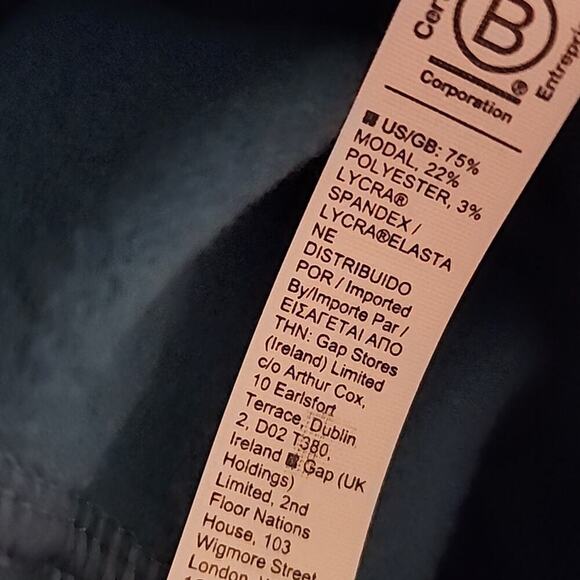 B
®
Corporation
US/GB: 75%
MODAL, 22%
POLYESTER, 3%
LYCRA®
SPANDEX /
LYCRA®ELASTA
NE
DISTRIBUIDO
POR / Imported
By/Importe Par /
ΕΙΣΑΓΕΤΑΙ ΑΠΟ
ΤΗΝ: Gap Stores
(Ireland) Limited
c/o Arthur Cox,
10 Earlsfort
Terrace, Dublin
2, D02 T380,
Ireland Gap (UK
Holdings)
Limited, 2nd
Floor Nations
House, 103
Wigmore Street
London,